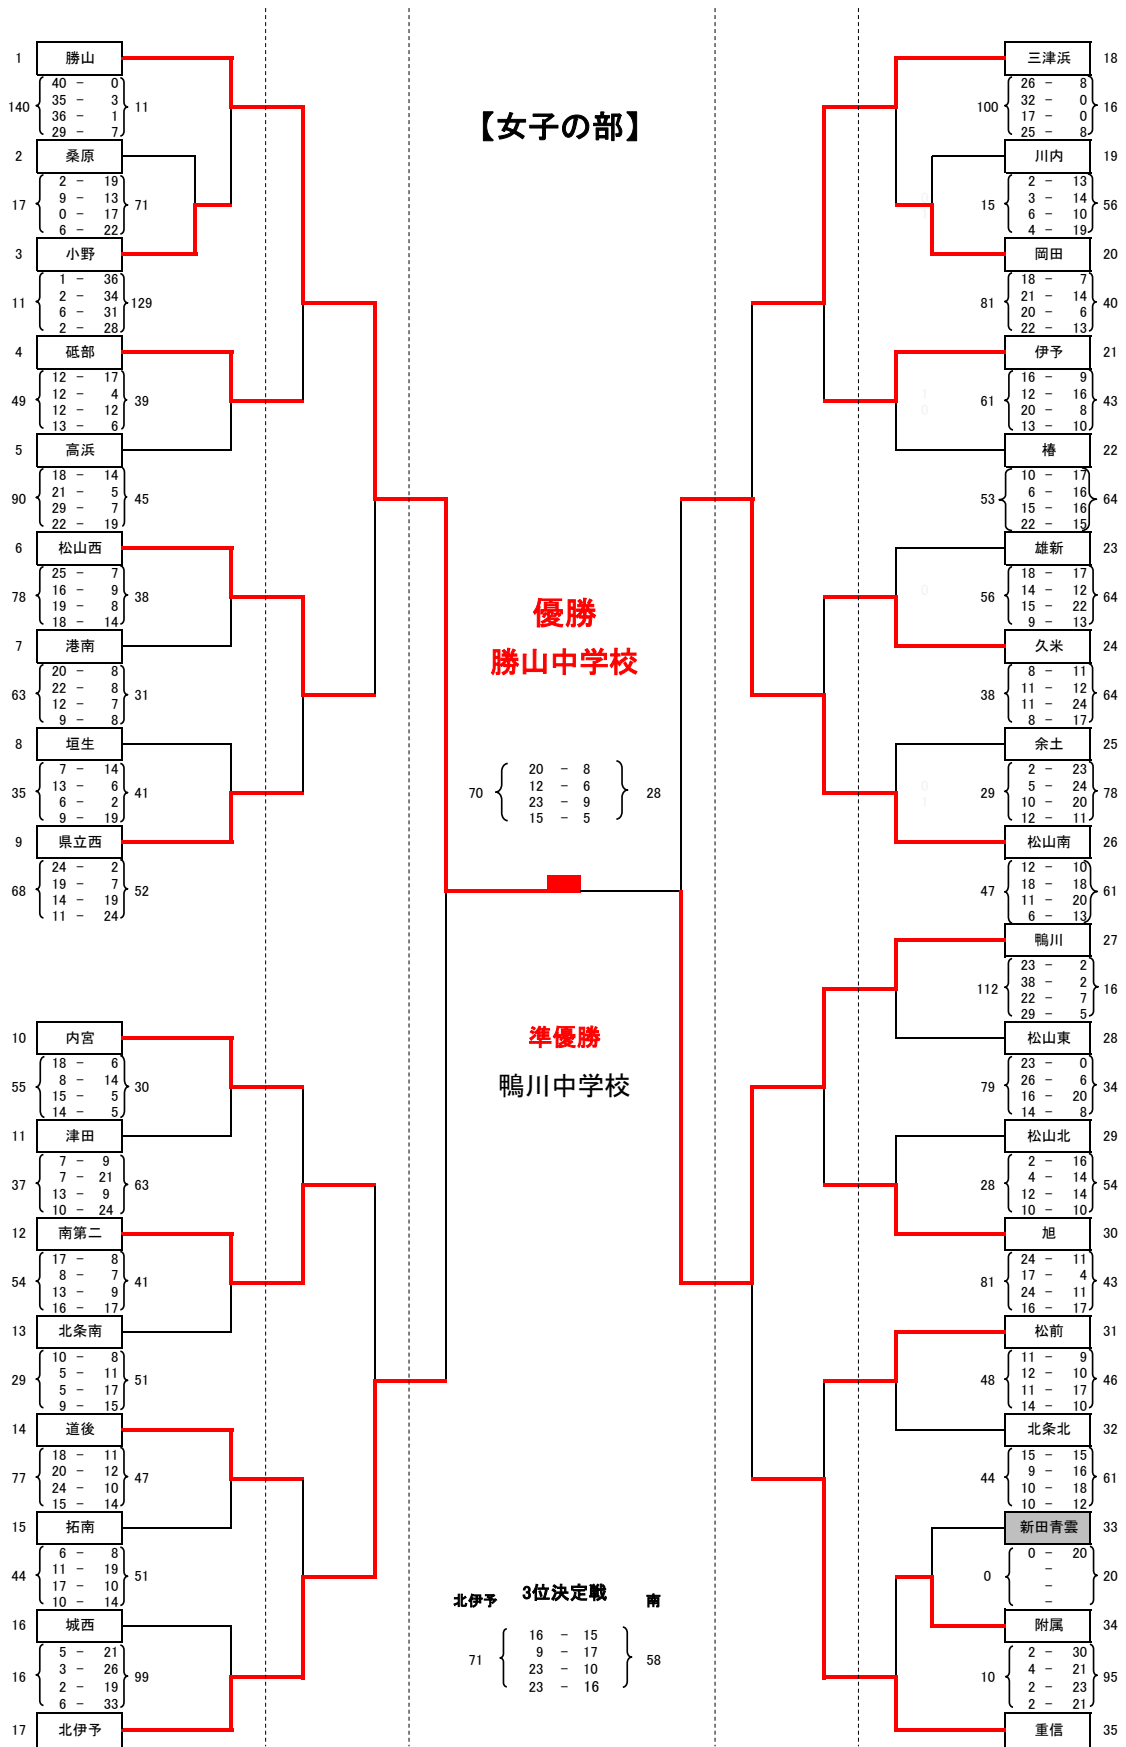 【女子の部】
1 勝山
140 40 - 0 11
35 - 3
36 - 1
29 - 7
2 桑原
17 2 - 19 71
9 - 13
0 - 17
6 - 22
3 小野
11 1 - 36 129
2 - 34
6 - 31
2 - 28
4 砥部
49 12 - 17 39
12 - 4
12 - 12
13 - 6
5 高浜
90 18 - 14 45
21 - 5
29 - 7
22 - 19
6 松山西
78 25 - 7 38
16 - 9
19 - 8
18 - 14
7 港南
63 20 - 8 31
22 - 8
12 - 7
9 - 8
8 垣生
35 7 - 14 41
13 - 6
6 - 2
9 - 19
9 県立西
68 24 - 2 52
19 - 7
14 - 19
11 - 24
10 内宮
55 18 - 6 30
8 - 14
15 - 5
14 - 5
11 津田
37 7 - 9 63
7 - 21
13 - 9
10 - 24
12 南第二
54 17 - 8 41
8 - 7
13 - 9
16 - 17
13 北条南
29 10 - 8 51
5 - 11
5 - 17
9 - 15
14 道後
77 18 - 11 47
20 - 12
24 - 10
15 - 14
15 拓南
44 6 - 8 51
11 - 19
17 - 10
10 - 14
16 城西
16 5 - 21 99
3 - 26
2 - 19
6 - 33
17 北伊予
優勝
勝山中学校
70 20 - 8 28
12 - 6
23 - 9
15 - 5
準優勝
鴨川中学校
北伊予 3位決定戦 南
71 16 - 15 58
9 - 17
23 - 10
23 - 16
三津浜 18
100 26 - 8 16
32 - 0
17 - 0
25 - 8
川内 19
15 2 - 13 56
3 - 14
6 - 10
4 - 19
岡田 20
81 18 - 7 40
21 - 14
20 - 6
22 - 13
伊予 21
61 16 - 9 43
12 - 16
20 - 8
13 - 10
椿 22
53 10 - 17 64
6 - 16
15 - 16
22 - 15
雄新 23
56 18 - 17 64
14 - 12
15 - 22
9 - 13
久米 24
38 8 - 11 64
11 - 12
11 - 24
8 - 17
余土 25
29 2 - 23 78
5 - 24
10 - 20
12 - 11
松山南 26
47 12 - 10 61
18 - 18
11 - 20
6 - 13
鴨川 27
112 23 - 2 16
38 - 2
22 - 7
29 - 5
松山東 28
79 23 - 0 34
26 - 6
16 - 20
14 - 8
松山北 29
28 2 - 16 54
4 - 14
12 - 14
10 - 10
旭 30
81 24 - 11 43
17 - 4
24 - 11
16 - 17
松前 31
48 11 - 9 46
12 - 10
11 - 17
14 - 10
北条北 32
44 15 - 15 61
9 - 16
10 - 18
10 - 12
新田青雲 33
0 0 - 20 20
-
-
-
附属 34
10 2 - 30 95
4 - 21
2 - 23
2 - 21
重信 35